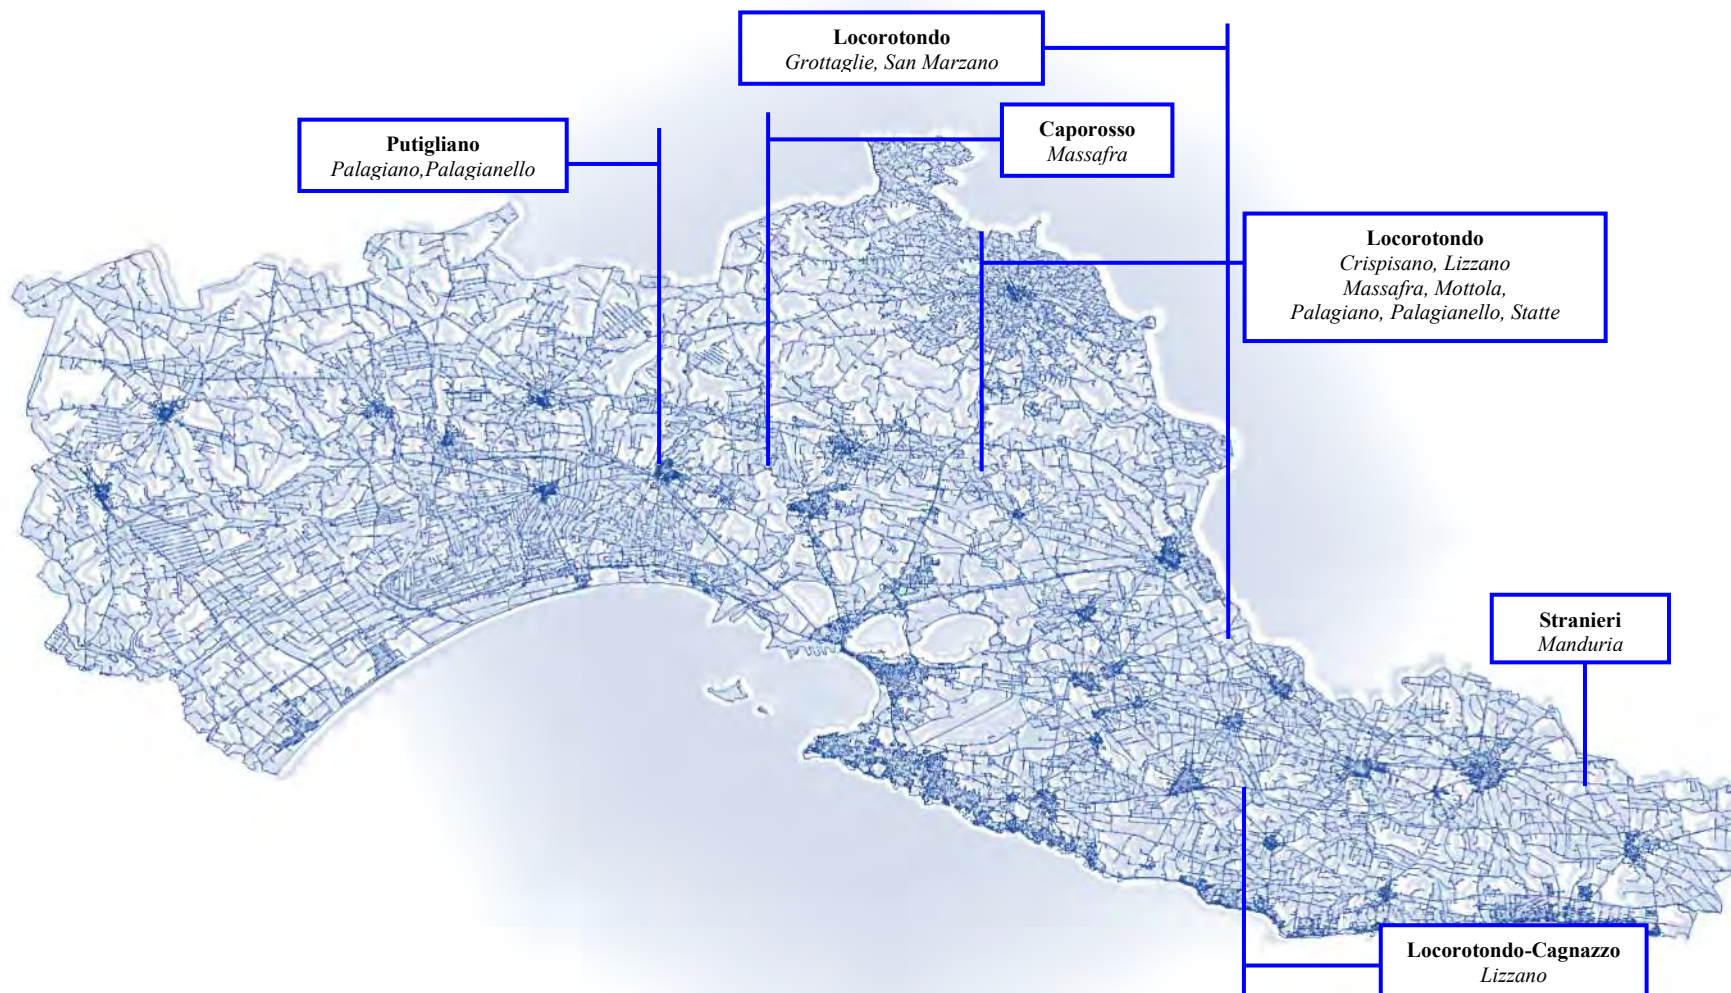 Locorotondo
Grottaglie, San Marzano
Caporosso
Massafra
Putigliano
Palagiano,Palagianello
Locorotondo
Crispisano, Lizzano
Massafra, Mottola,
Palagiano, Palagianello, Statte
Stranieri
Manduria
Locorotondo-Cagnazzo
Lizzano